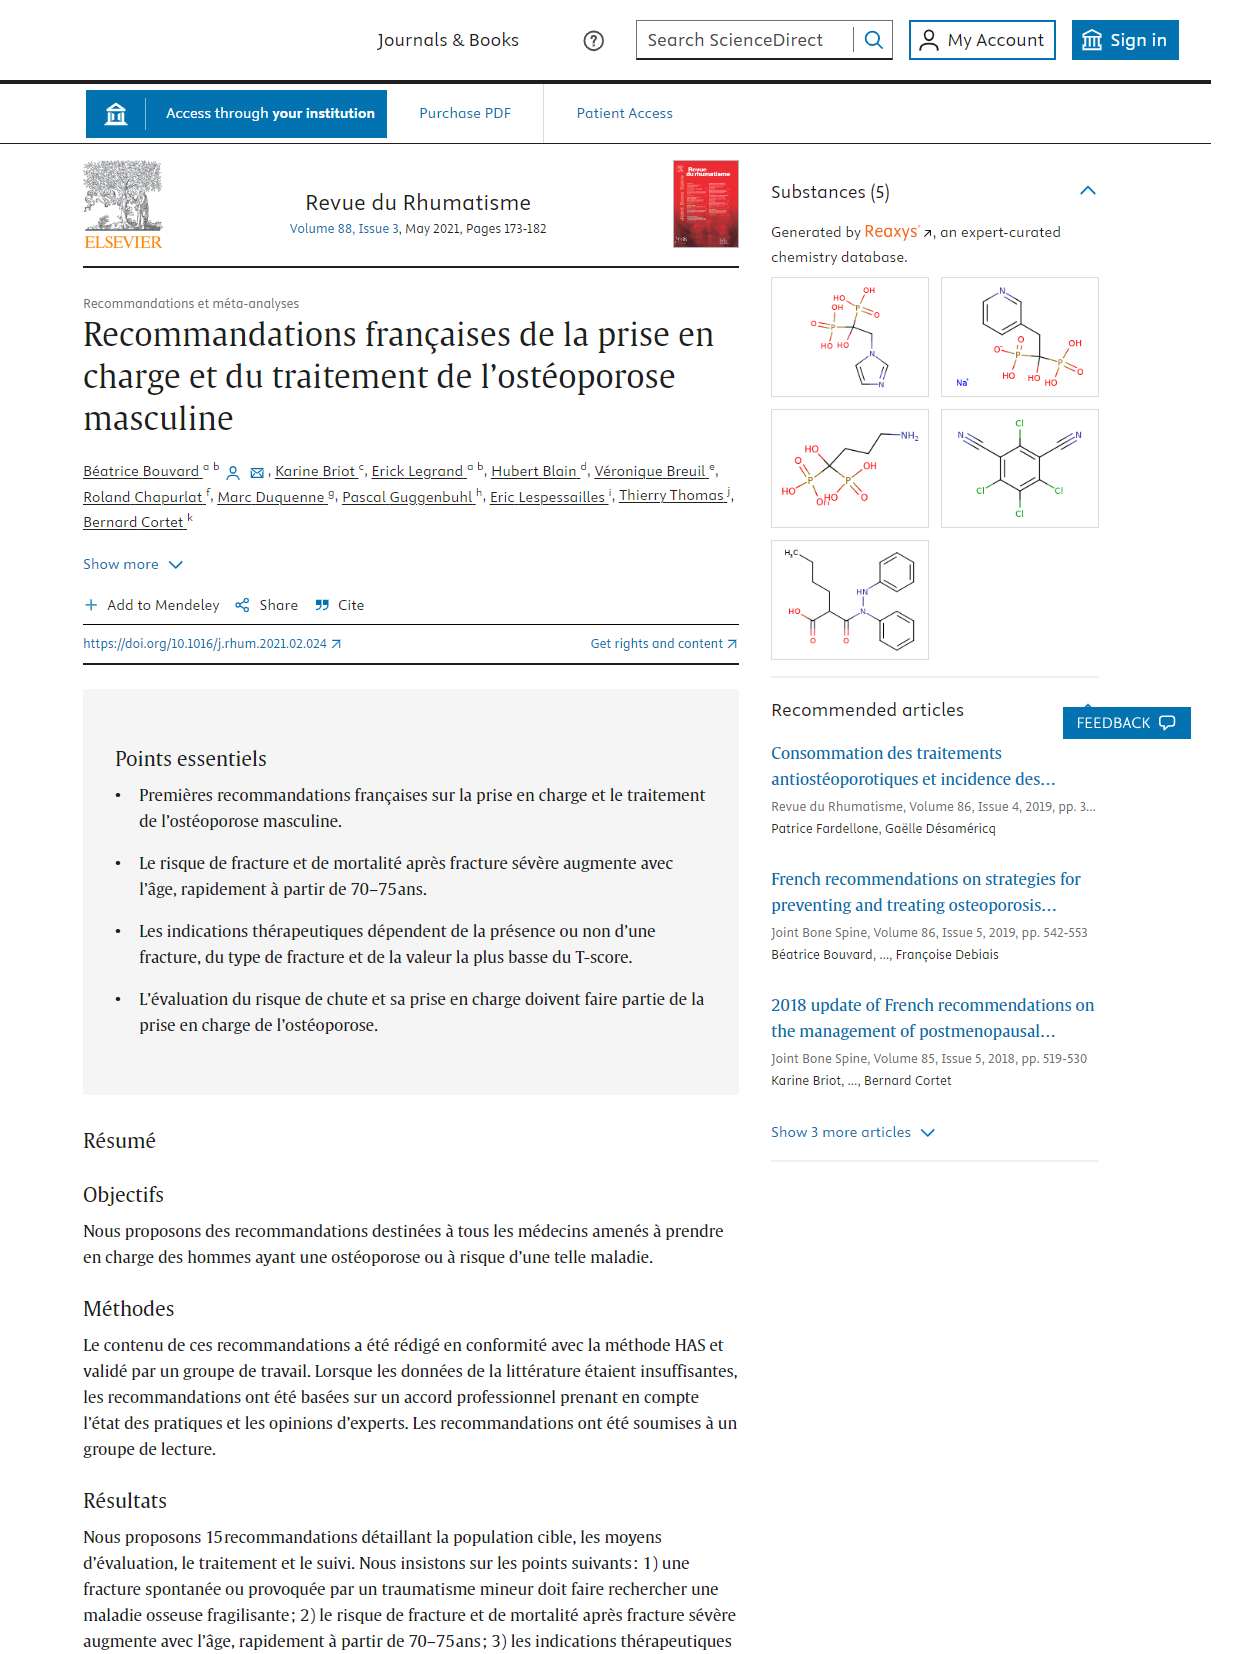 Journals & Books
?
Search ScienceDirect
My Account
Sign in
Access through your institution
Purchase PDF
Patient Access
ELSEVIER
Revue du Rhumatisme
Volume 88, Issue 3, May 2021, Pages 173-182
Revue du rhumatisme
Recommandations et méta-analyses
Recommandations françaises de la prise en
charge et du traitement de l’ostéoporose
masculine
Béatrice Bouvard a b, Karine Briot c, Erick Legrand a b, Hubert Blain d, Véronique Breuil e,
Roland Chapurlat f, Marc Duquenne g, Pascal Guggenbuhl h, Eric Lespessailles i, Thierry Thomas j,
Bernard Cortet k
Show more
Add to Mendeley
Share
Cite
https://doi.org/10.1016/j.rhum.2021.02.024
Get rights and content
Points essentiels
• Premières recommandations françaises sur la prise en charge et le traitement
de l’ostéoporose masculine.
• Le risque de fracture et de mortalité après fracture sévère augmente avec
l’âge, rapidement à partir de 70–75 ans.
• Les indications thérapeutiques dépendent de la présence ou non d’une
fracture, du type de fracture et de la valeur la plus basse du T-score.
• L’évaluation du risque de chute et sa prise en charge doivent faire partie de la
prise en charge de l’ostéoporose.
Résumé
Objectifs
Nous proposons des recommandations destinées à tous les médecins amenés à prendre
en charge des hommes ayant une ostéoporose ou à risque d’une telle maladie.
Méthodes
Le contenu de ces recommandations a été rédigé en conformité avec la méthode HAS et
validé par un groupe de travail. Lorsque les données de la littérature étaient insuffisantes,
les recommandations ont été basées sur un accord professionnel prenant en compte
l’état des pratiques et les opinions d’experts. Les recommandations ont été soumises à un
groupe de lecture.
Résultats
Nous proposons 15 recommandations détaillant la population cible, les moyens
d’évaluation, le traitement et le suivi. Nous insistons sur les points suivants : 1) une
fracture spontanée ou provoquée par un traumatisme mineur doit faire rechercher une
maladie osseuse fragilisante ; 2) le risque de fracture et de mortalité après fracture sévère
augmente avec l’âge, rapidement à partir de 70–75 ans ; 3) les indications thérapeutiques
Substances (5)
Generated by Reaxys, an expert-curated
chemistry database.
OH
HO
OH
P
OH
O
O
P
HO HO
N
N
N
O
O-
P
OH
P
O
HO
HO
HO
Na+
NH2
HO
O
OH
P
P
HO
OH
HO
O
Cl
N
N
Cl
Cl
Cl
H3C
HN
HO
N
O
O
Recommended articles
FEEDBACK
Consommation des traitements
antiostéoporotiques et incidence des…
Revue du Rhumatisme, Volume 86, Issue 4, 2019, pp. 3…
Patrice Fardellone, Gaëlle Désaméricq
French recommendations on strategies for
preventing and treating osteoporosis…
Joint Bone Spine, Volume 86, Issue 5, 2019, pp. 542-553
Béatrice Bouvard, …, Françoise Debiais
2018 update of French recommendations on
the management of postmenopausal…
Joint Bone Spine, Volume 85, Issue 5, 2018, pp. 519-530
Karine Briot, …, Bernard Cortet
Show 3 more articles